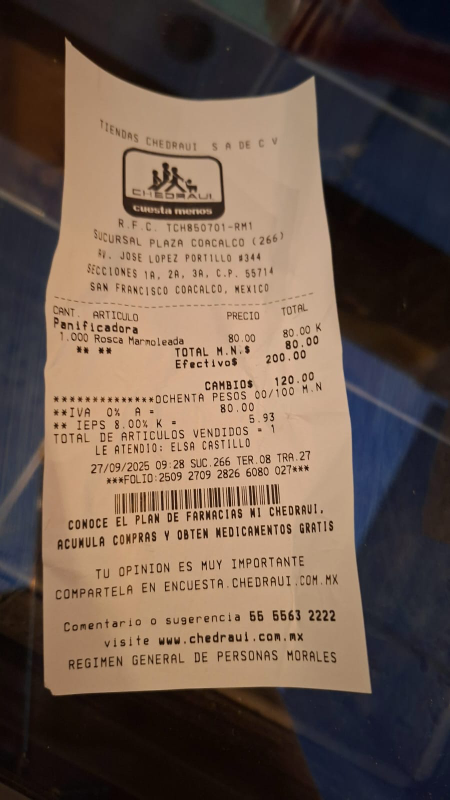 TIENDAS CHEDRAUI S A DE C V
CHEDRAUI
cuesta menos
R.F.C. TCH850701-RM1
SUCURSAL PLAZA COACALCO (266)
AV. JOSE LOPEZ PORTILLO #344
SECCIONES 1A, 2A, 3A, C.P. 55714
SAN FRANCISCO COACALCO, MEXICO
CANT. ARTICULO PRECIO TOTAL
Panificadora
1.000 Rosca Marmoleada 80.00 80.00 K
** ** TOTAL M.N.$ 80.00
Efectivo$ 200.00
CAMBIO$ 120.00
**************OCHENTA PESOS 00/100 M.N
**IVA 0% A = 80.00
** IEPS 8.00% K = 5.93
TOTAL DE ARTICULOS VENDIDOS = 1
LE ATENDIO: ELSA CASTILLO
27/09/2025 09:28 SUC.266 TER.08 TRA.27
***FOLIO:2509 2709 2826 6080 027***
CONOCE EL PLAN DE FARMACIAS MI CHEDRAUI,
ACUMULA COMPRAS Y OBTEN MEDICAMENTOS GRATIS
TU OPINION ES MUY IMPORTANTE
COMPARTELA EN ENCUESTA.CHEDRAUI.COM.MX
Comentario o sugerencia 55 5563 2222
visite www.chedraui.com.mx
REGIMEN GENERAL DE PERSONAS MORALES